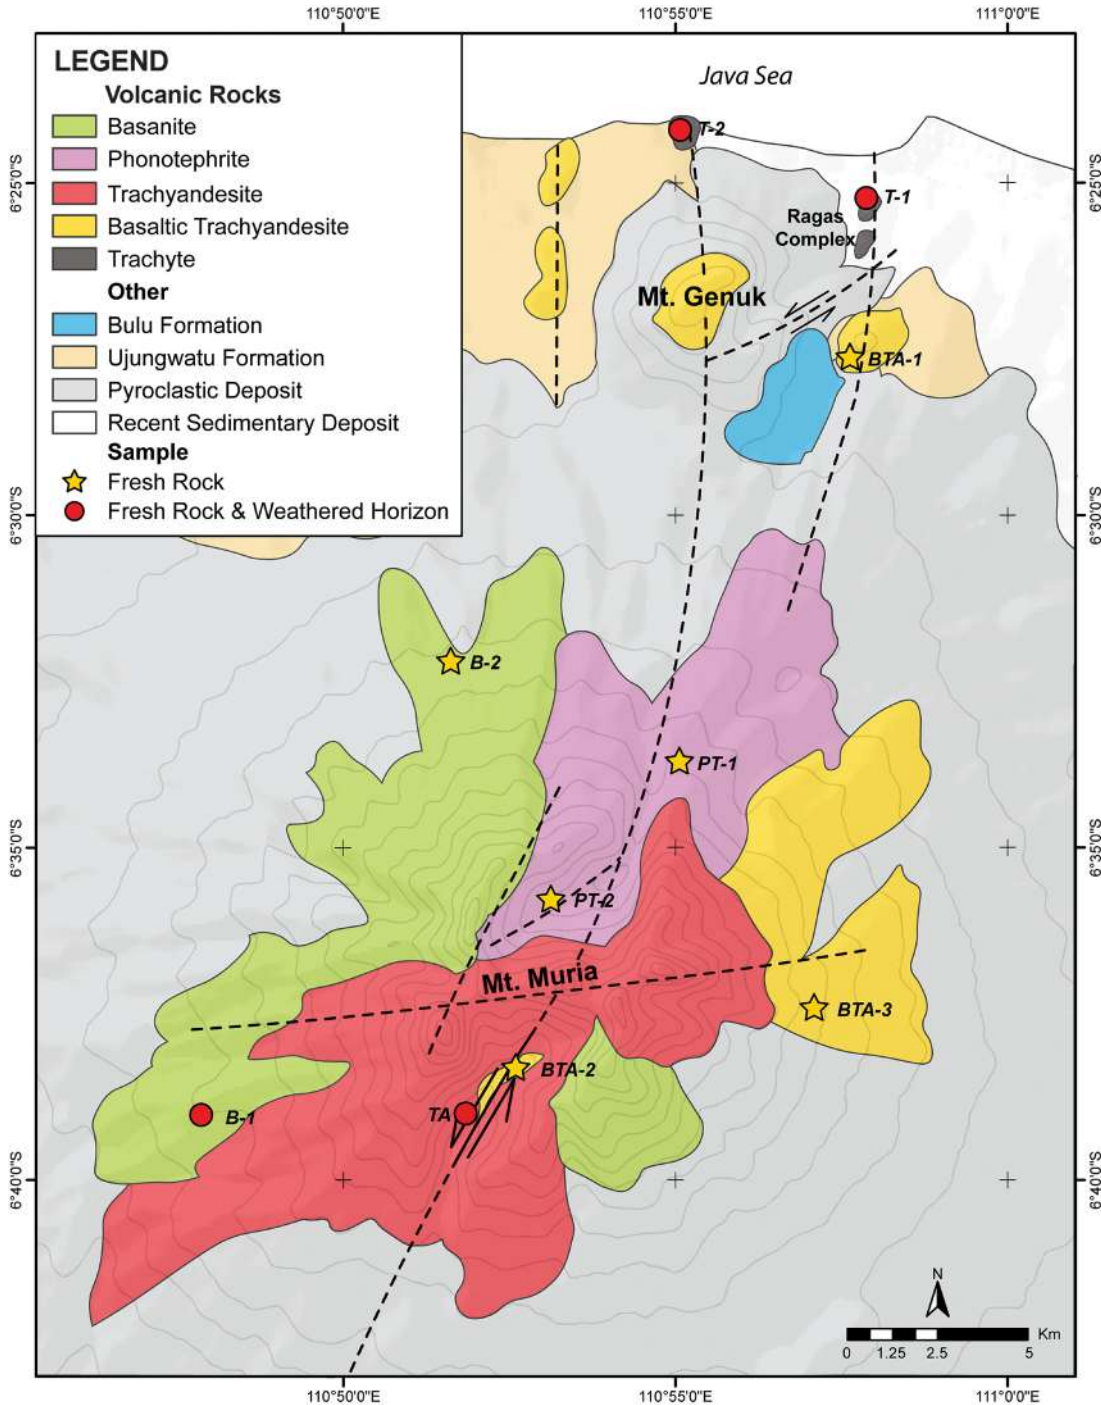 110°50'0"E
110°55'0"E
111°0'0"E
LEGEND
Volcanic Rocks
Basanite
Phonotephrite
Trachyandesite
Basaltic Trachyandesite
Trachyte
Other
Bulu Formation
Ujungwatu Formation
Pyroclastic Deposit
Recent Sedimentary Deposit
Sample
Fresh Rock
Fresh Rock & Weathered Horizon
Java Sea
T-2
6°25'0"S
6°25'0"S
T-1
Ragas
Complex
Mt. Genuk
BTA-1
6°30'0"S
6°30'0"S
B-2
PT-1
6°35'0"S
6°35'0"S
PT-2
Mt. Muria
BTA-3
BTA-2
TA
B-1
6°40'0"S
6°40'0"S
N
Km
0
1.25
2.5
5
110°50'0"E
110°55'0"E
111°0'0"E